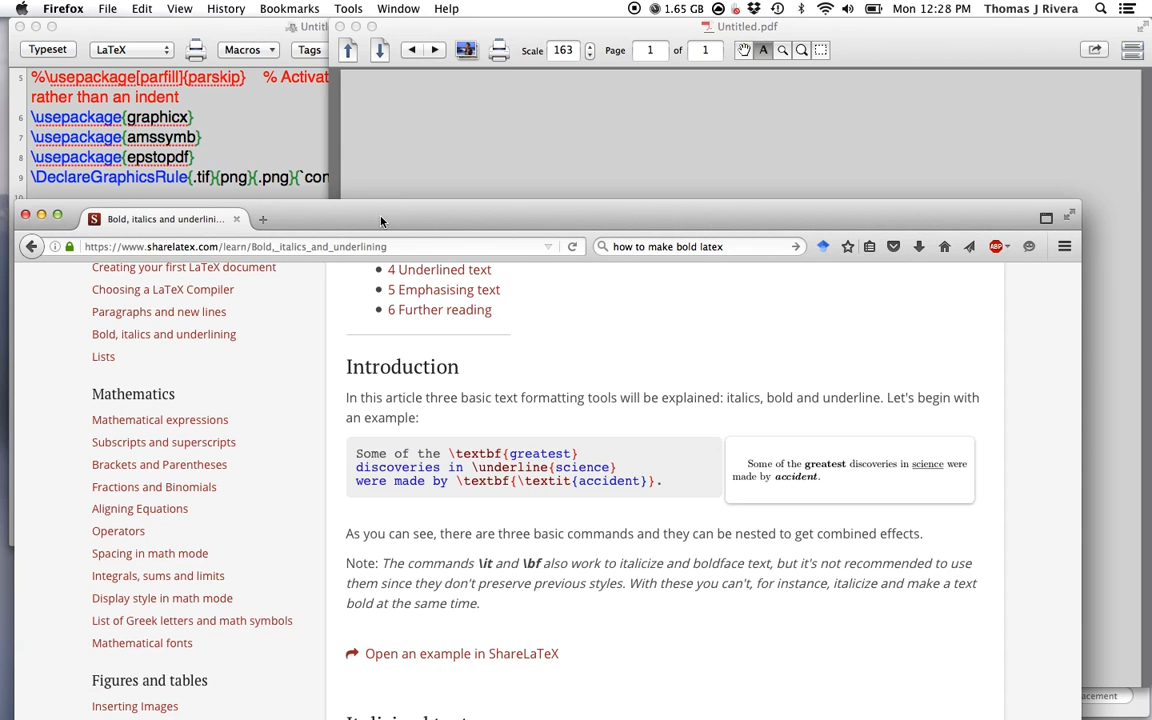 Firefox File Edit View History Bookmarks Tools Window Help 1.65 GB Mon 12:28 PM Thomas J Rivera
Untitl Untitled.pdf
Typeset LaTeX Macros Tags Scale 163 Page 1 of 1
5 %\usepackage[parfill]{parskip} % Activat
rather than an indent
6 \usepackage{graphicx}
7 \usepackage{amssymb}
8 \usepackage{epstopdf}
9 \DeclareGraphicsRule{.tif}{png}{.png}{`con
10
S Bold, italics and underlini... × +
https://www.sharelatex.com/learn/Bold,_italics_and_underlining how to make bold latex ABP
Creating your first LaTeX document
Choosing a LaTeX Compiler
Paragraphs and new lines
Bold, italics and underlining
Lists
Mathematics
Mathematical expressions
Subscripts and superscripts
Brackets and Parentheses
Fractions and Binomials
Aligning Equations
Operators
Spacing in math mode
Integrals, sums and limits
Display style in math mode
List of Greek letters and math symbols
Mathematical fonts
Figures and tables
Inserting Images
4 Underlined text
5 Emphasising text
6 Further reading
Introduction
In this article three basic text formatting tools will be explained: italics, bold and underline. Let's begin with
an example:
Some of the \textbf{greatest}
discoveries in \underline{science}
were made by \textbf{\textit{accident}}.
Some of the greatest discoveries in science were
made by accident.
As you can see, there are three basic commands and they can be nested to get combined effects.
Note: The commands \it and \bf also work to italicize and boldface text, but it's not recommended to use
them since they don't preserve previous styles. With these you can't, for instance, italicize and make a text
bold at the same time.
Open an example in ShareLaTeX
acement